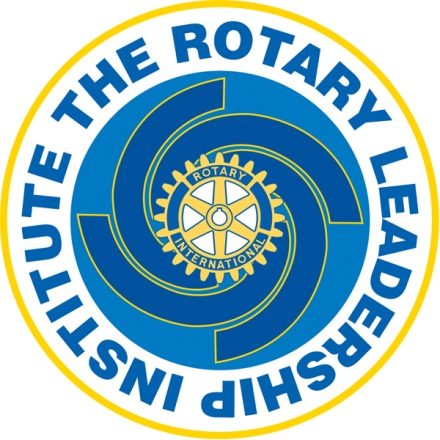 THE ROTARY LEADERSHIP INSTITUTE
ROTARY
INTERNATIONAL